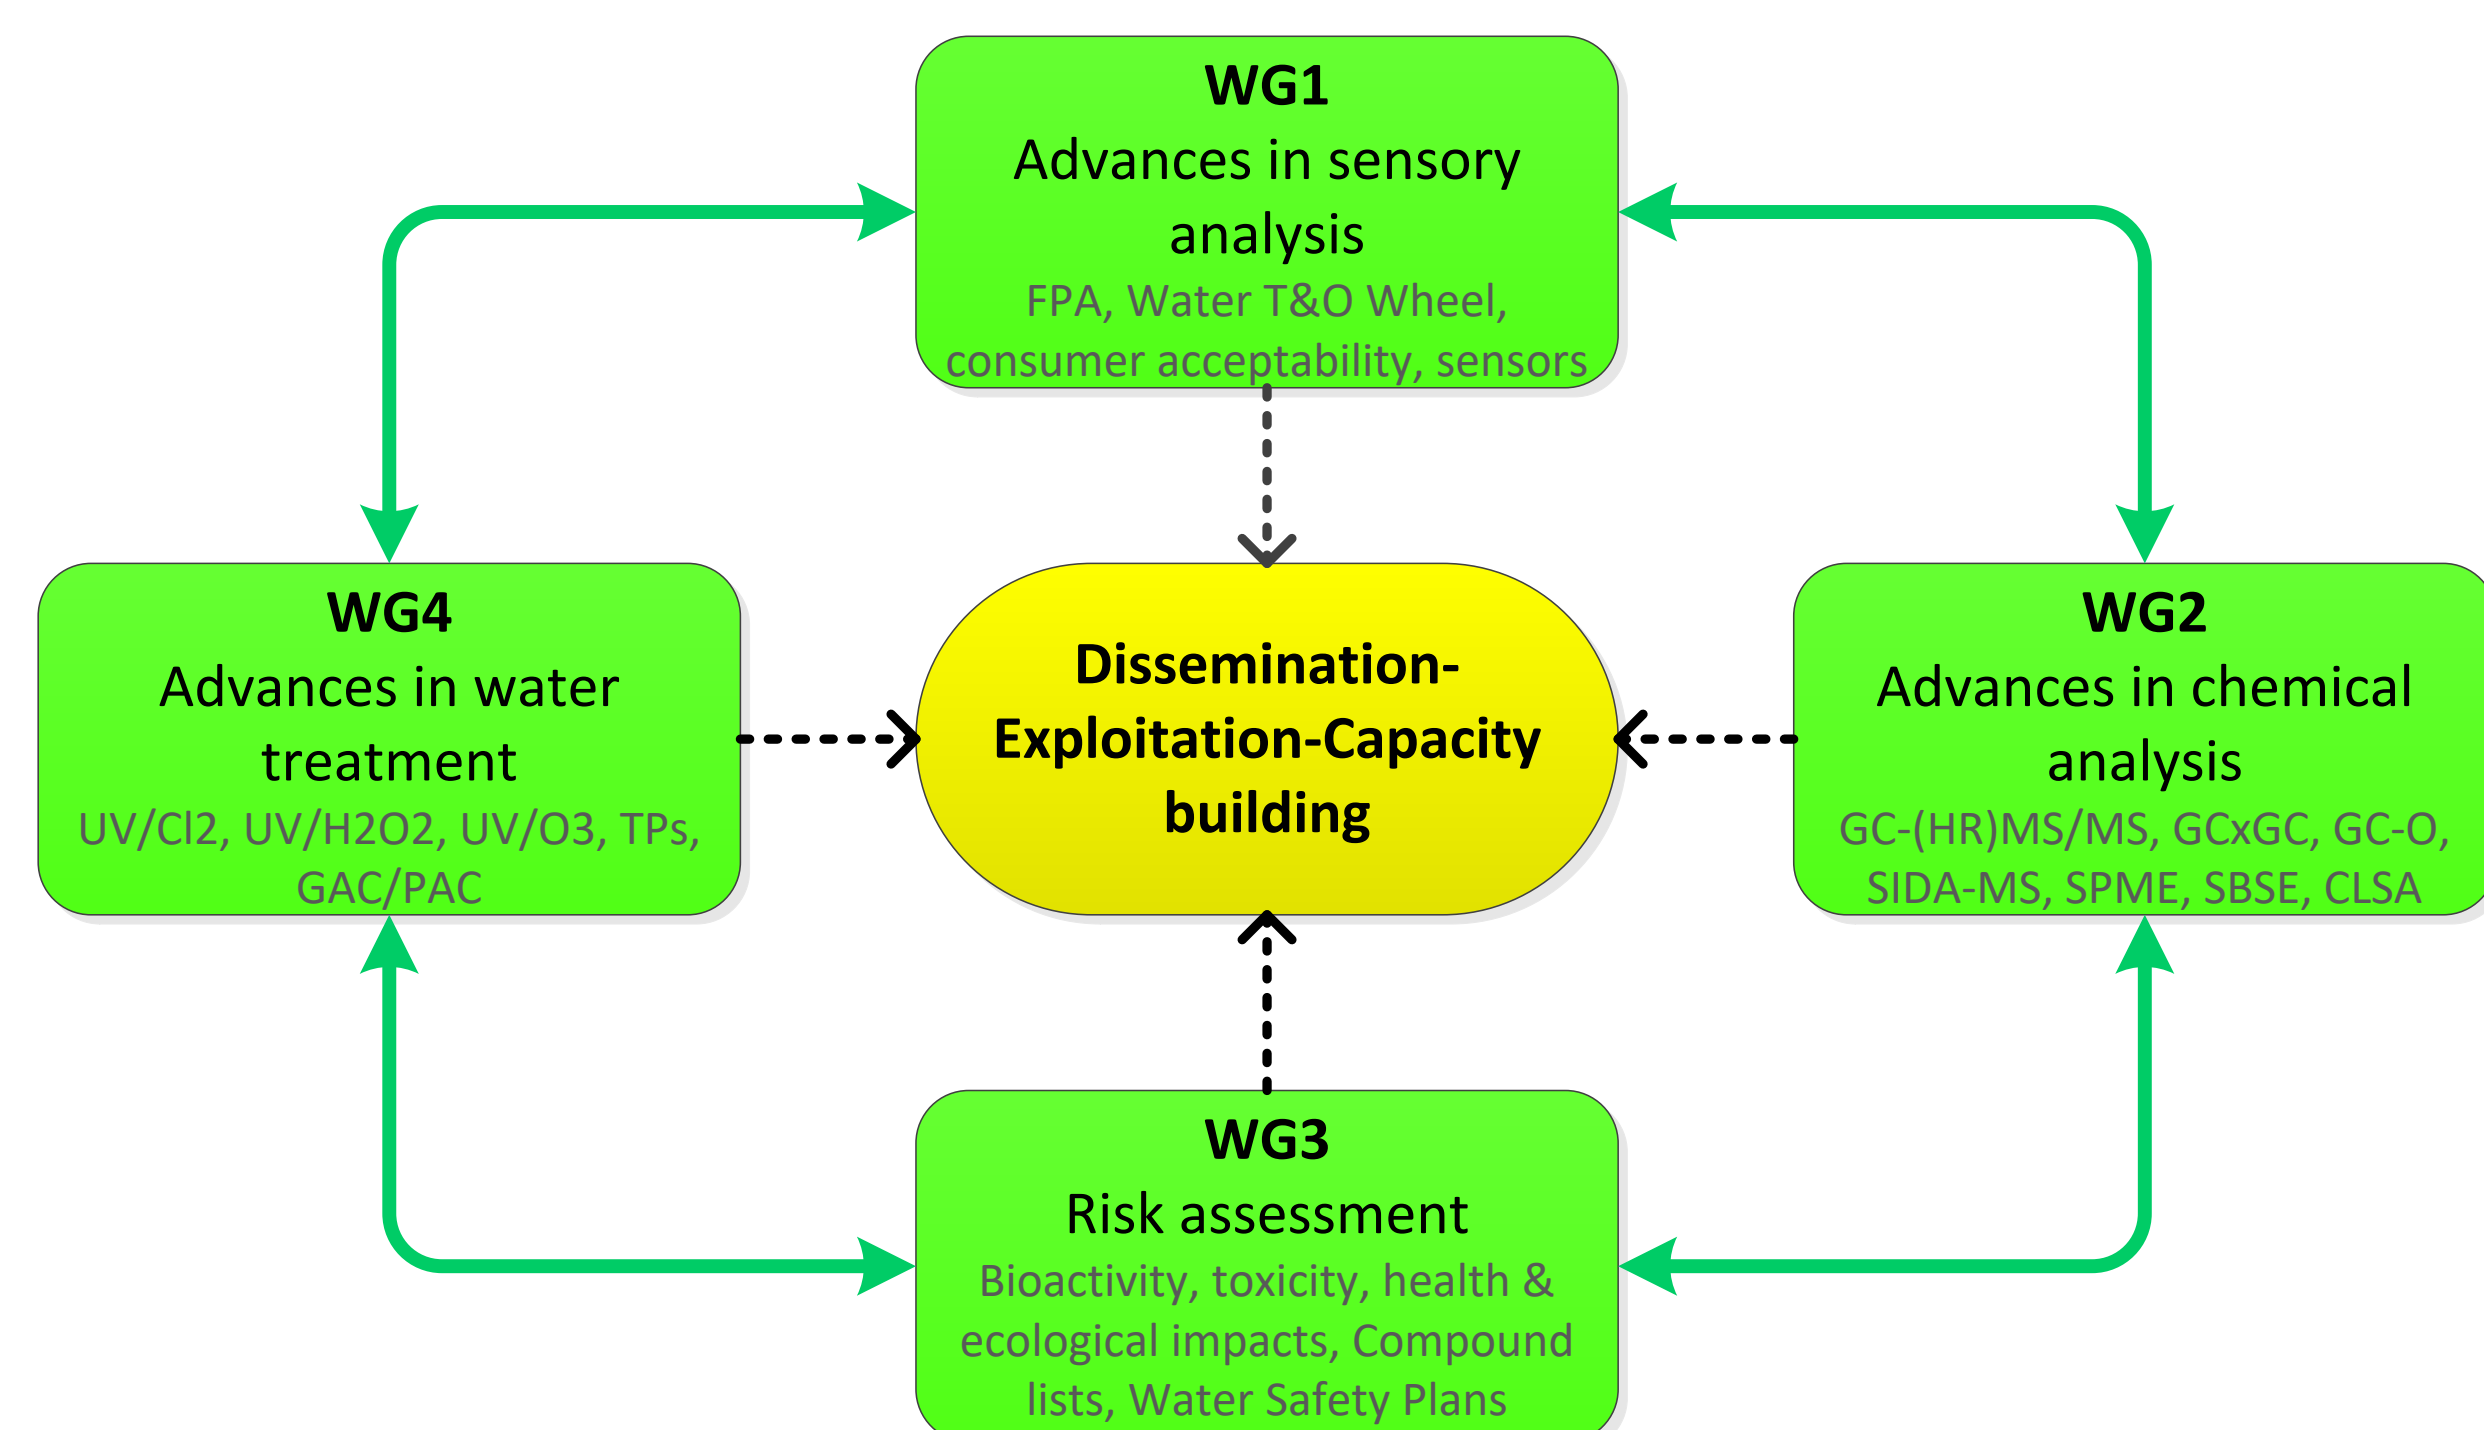 WG1
Advances in sensory
analysis
FPA, Water T&O Wheel,
consumer acceptability, sensors
WG4
Advances in water
treatment
UV/Cl2, UV/H2O2, UV/O3, TPs,
GAC/PAC
Dissemination-
Exploitation-Capacity
building
WG2
Advances in chemical
analysis
GC-(HR)MS/MS, GCxGC, GC-O,
SIDA-MS, SPME, SBSE, CLSA
WG3
Risk assessment
Bioactivity, toxicity, health &
ecological impacts, Compound
lists, Water Safety Plans